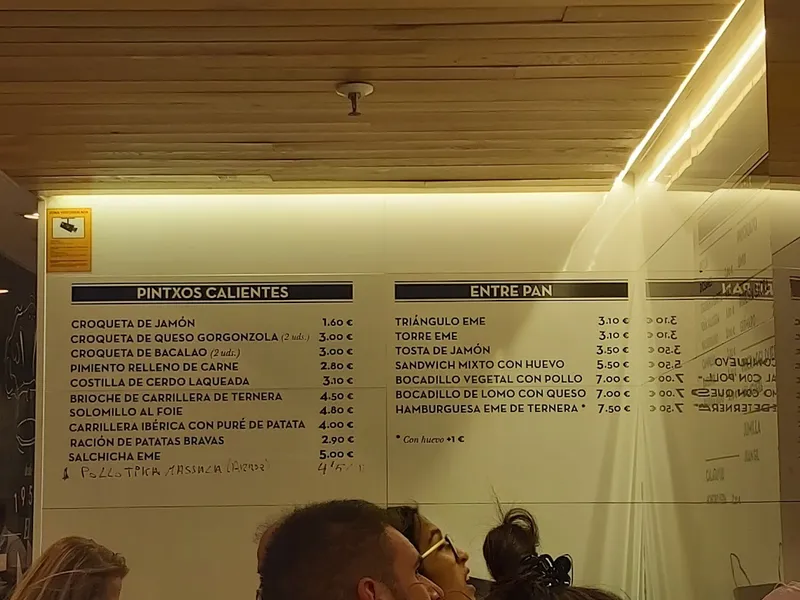 PINTXOS CALIENTES
CROQUETA DE JAMÓN 1.60 €
CROQUETA DE QUESO GORGONZOLA (2 uds.) 3.00 €
CROQUETA DE BACALAO (2 uds.) 3.00 €
PIMIENTO RELLENO DE CARNE 2.80 €
COSTILLA DE CERDO LAQUEADA 3.10 €
BRIOCHE DE CARRILLERA DE TERNERA 4.50 €
SOLOMILLO AL FOIE 4.80 €
CARRILLERA IBÉRICA CON PURÉ DE PATATA 4.00 €
RACIÓN DE PATATAS BRAVAS 2.90 €
SALCHICHA EME 5.00 €
POLLO TIKA MASSALA
ENTRE PAN
TRIÁNGULO EME 3.10 €
TORRE EME 3.10 €
TOSTA DE JAMÓN 3.50 €
SANDWICH MIXTO CON HUEVO 5.50 €
BOCADILLO VEGETAL CON POLLO 7.00 €
BOCADILLO DE LOMO CON QUESO 7.00 €
HAMBURGUESA EME DE TERNERA * 7.50 €
* Con huevo +1 €